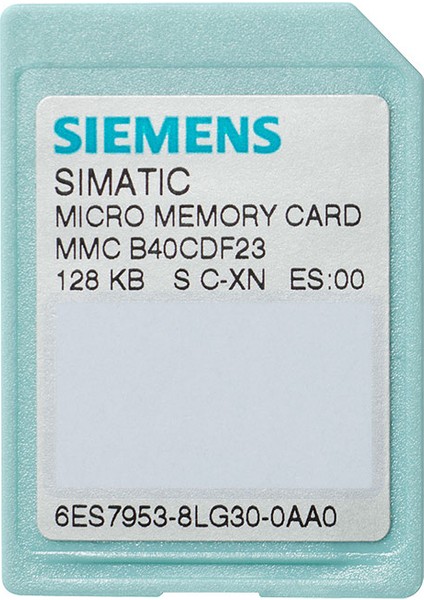 SIEMENS
SIMATIC
MICRO MEMORY CARD
MMC B40CDF23
128 KB S C-XN ES:00
6ES7953-8LG30-0AA0